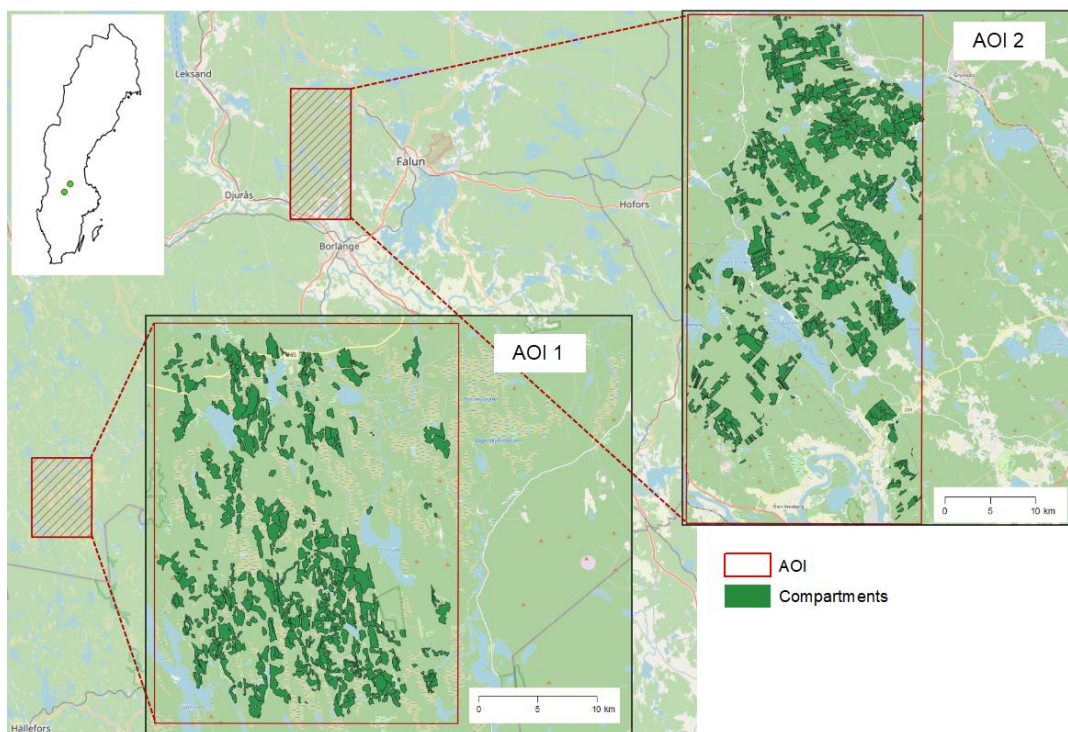 Leksand
Falun
Djurås
Hofors
Borlänge
Hällefors
AOI 1
0 5 10 km
AOI 2
0 5 10 km
AOI
Compartments